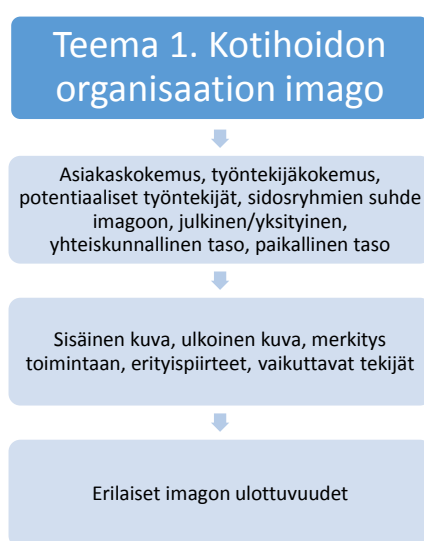 Teema 1. Kotihoidon
organisaation imago
Asiakaskokemus, työntekijäkokemus,
potentiaaliset työntekijät, sidosryhmien suhde
imagoon, julkinen/yksityinen,
yhteiskunnallinen taso, paikallinen taso
Sisäinen kuva, ulkoinen kuva, merkitys
toimintaan, erityispiirteet, vaikuttavat tekijät
Erilaiset imagon ulottuvuudet